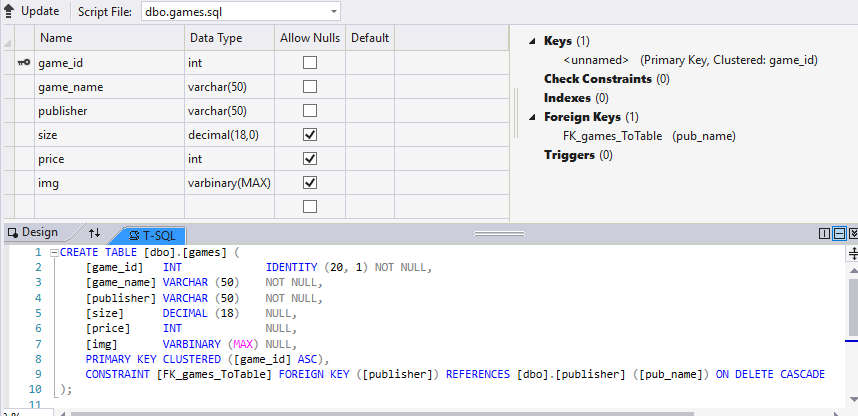 Update Script File: dbo.games.sql
Name Data Type Allow Nulls Default
game_id int
game_name varchar(50)
publisher varchar(50)
size decimal(18,0)
price int
img varbinary(MAX)
Keys (1)
<unnamed> (Primary Key, Clustered: game_id)
Check Constraints (0)
Indexes (0)
Foreign Keys (1)
FK_games_ToTable (pub_name)
Triggers (0)
Design T-SQL
1 CREATE TABLE [dbo].[games] (
2 [game_id] INT IDENTITY (20, 1) NOT NULL,
3 [game_name] VARCHAR (50) NOT NULL,
4 [publisher] VARCHAR (50) NOT NULL,
5 [size] DECIMAL (18) NULL,
6 [price] INT NULL,
7 [img] VARBINARY (MAX) NULL,
8 PRIMARY KEY CLUSTERED ([game_id] ASC),
9 CONSTRAINT [FK_games_ToTable] FOREIGN KEY ([publisher]) REFERENCES [dbo].[publisher] ([pub_name]) ON DELETE CASCADE
10 );
11